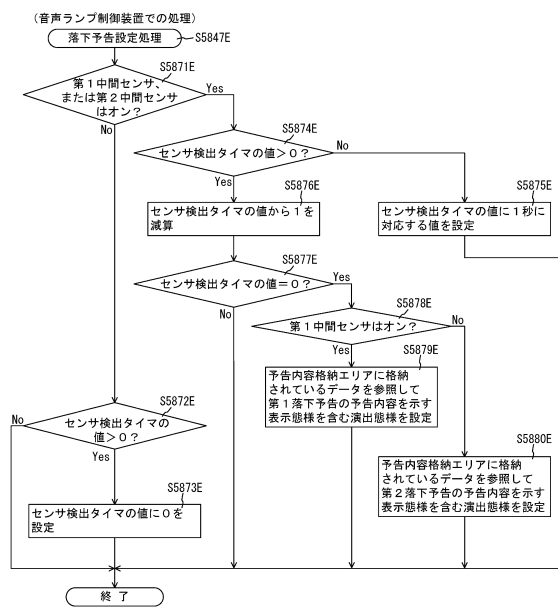 （音声ランプ制御装置での処理）
落下予告設定処理
S5847E
S5871E
第１中間センサ、
または第２中間センサ
はオン？
Yes
No
S5874E
センサ検出タイマの値＞０？
No
Yes
S5876E
センサ検出タイマの値から１を
減算
S5875E
センサ検出タイマの値に１秒に
対応する値を設定
S5877E
センサ検出タイマの値＝０？
Yes
No
S5878E
第１中間センサはオン？
No
Yes
S5879E
予告内容格納エリアに格納
されているデータを参照して
第１落下予告の予告内容を示す
表示態様を含む演出態様を設定
S5872E
No
センサ検出タイマの
値＞０？
Yes
S5880E
予告内容格納エリアに格納
されているデータを参照して
第２落下予告の予告内容を示す
表示態様を含む演出態様を設定
S5873E
センサ検出タイマの値に０を
設定
終了